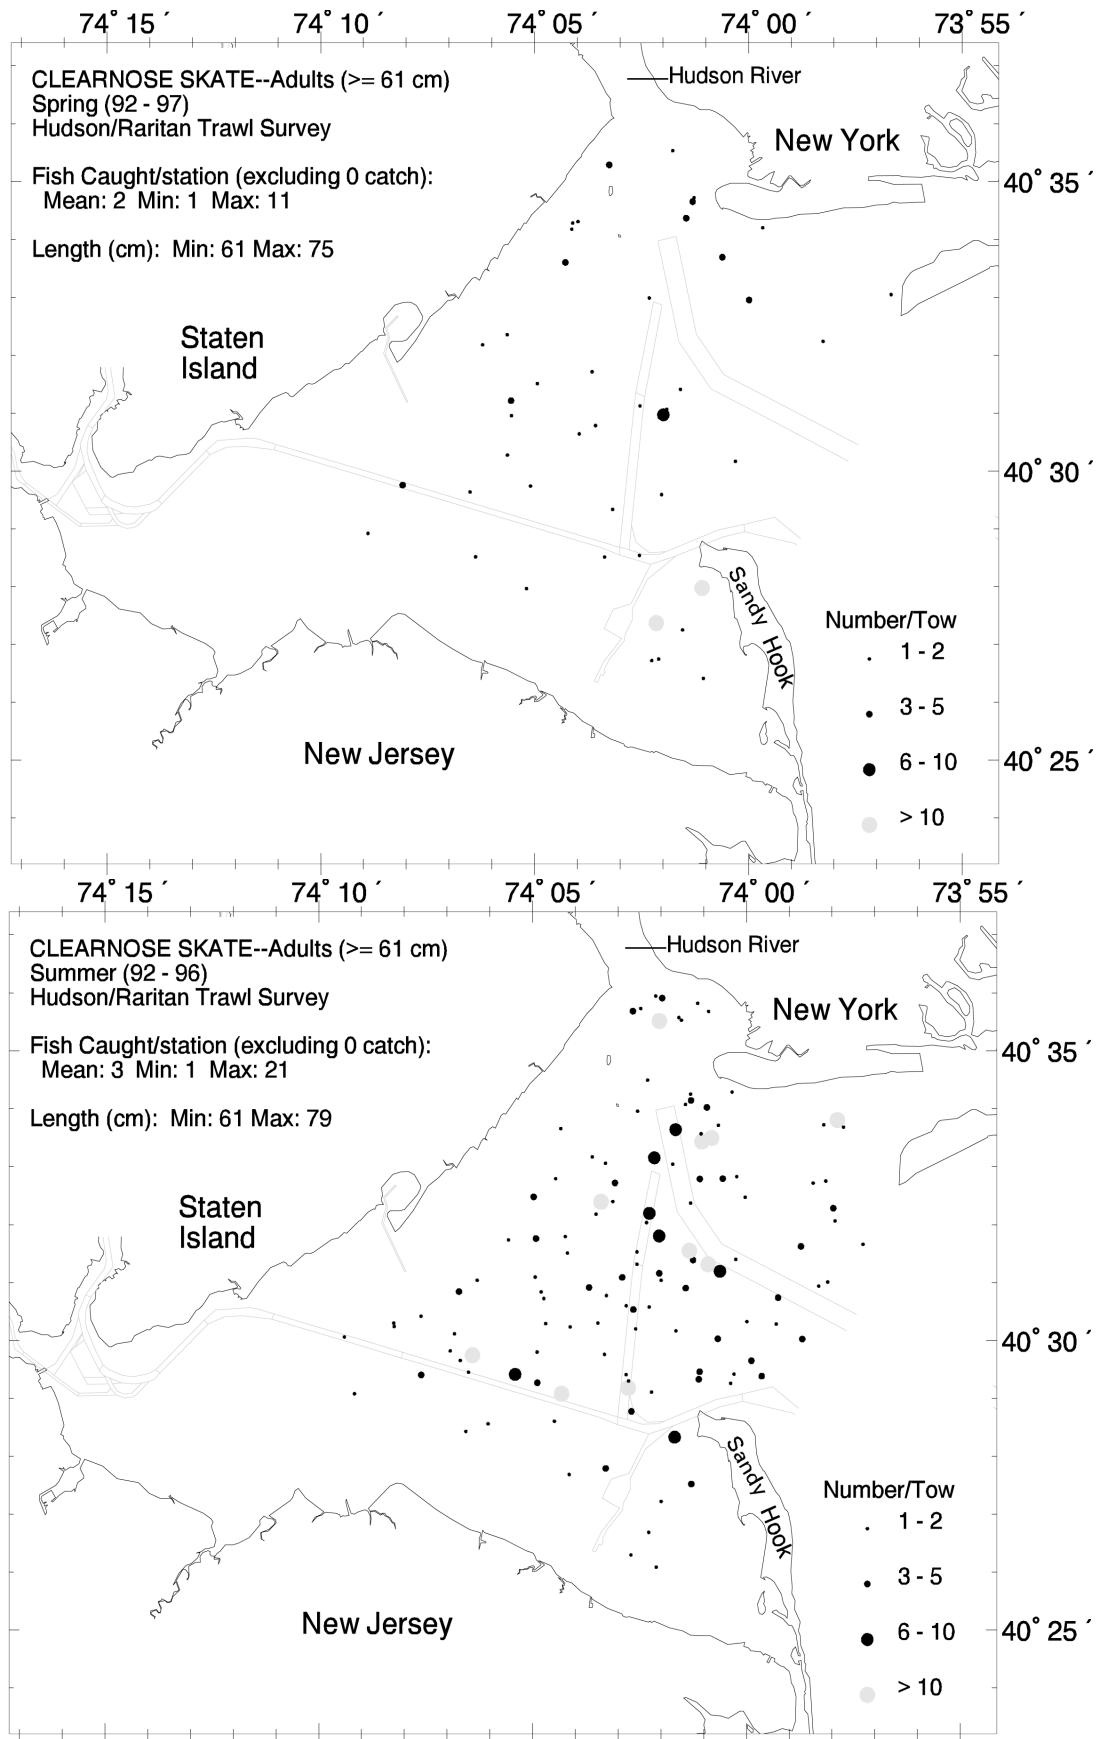 74° 15 ´ 74° 10 ´ 74° 05 ´ 74° 00 ´ 73° 55 ´
CLEARNOSE SKATE--Adults (>= 61 cm)
Spring (92 - 97)
Hudson/Raritan Trawl Survey
Fish Caught/station (excluding 0 catch):
Mean: 2 Min: 1 Max: 11
Length (cm): Min: 61 Max: 75
Hudson River
New York
40° 35 ´
Staten
Island
40° 30 ´
Sandy Hook
New Jersey
Number/Tow
1 - 2
3 - 5
6 - 10
> 10
40° 25 ´
74° 15 ´ 74° 10 ´ 74° 05 ´ 74° 00 ´ 73° 55 ´
CLEARNOSE SKATE--Adults (>= 61 cm)
Summer (92 - 96)
Hudson/Raritan Trawl Survey
Fish Caught/station (excluding 0 catch):
Mean: 3 Min: 1 Max: 21
Length (cm): Min: 61 Max: 79
Hudson River
New York
40° 35 ´
Staten
Island
40° 30 ´
Sandy Hook
New Jersey
Number/Tow
1 - 2
3 - 5
6 - 10
> 10
40° 25 ´